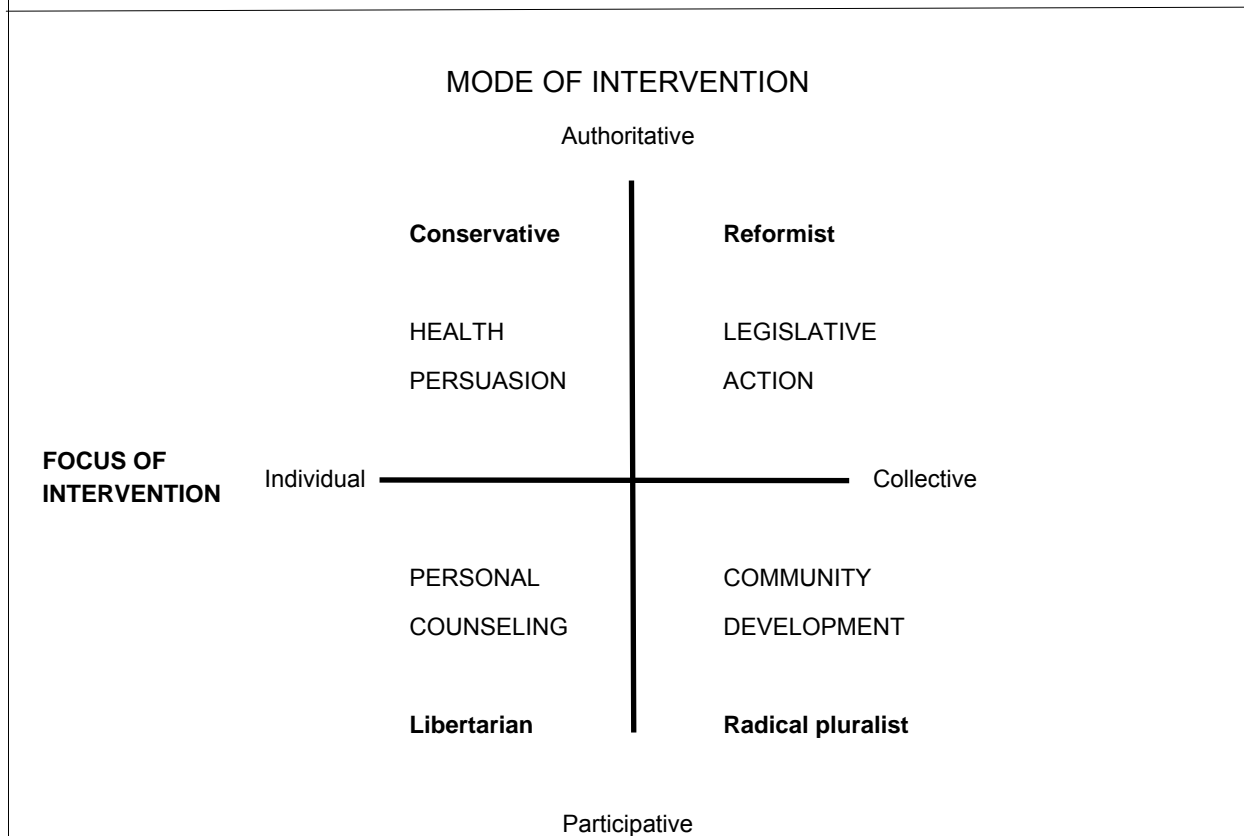 MODE OF INTERVENTION
Authoritative
Conservative
Reformist
HEALTH
PERSUASION
LEGISLATIVE
ACTION
FOCUS OF
INTERVENTION
Individual
Collective
PERSONAL
COUNSELING
COMMUNITY
DEVELOPMENT
Libertarian
Radical pluralist
Participative